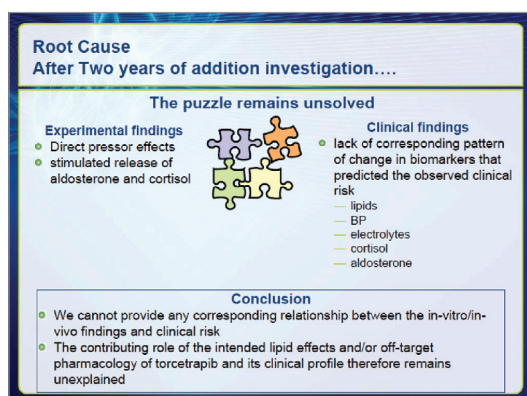 Root Cause
After Two years of addition investigation....
The puzzle remains unsolved
Experimental findings
Direct pressor effects
stimulated release of
aldosterone and cortisol
Clinical findings
lack of corresponding pattern
of change in biomarkers that
predicted the observed clinical
risk
— lipids
— BP
— electrolytes
— cortisol
— aldosterone
Conclusion
We cannot provide any corresponding relationship between the in-vitro/in-
vivo findings and clinical risk
The contributing role of the intended lipid effects and/or off-target
pharmacology of torcetrapib and its clinical profile therefore remains
unexplained